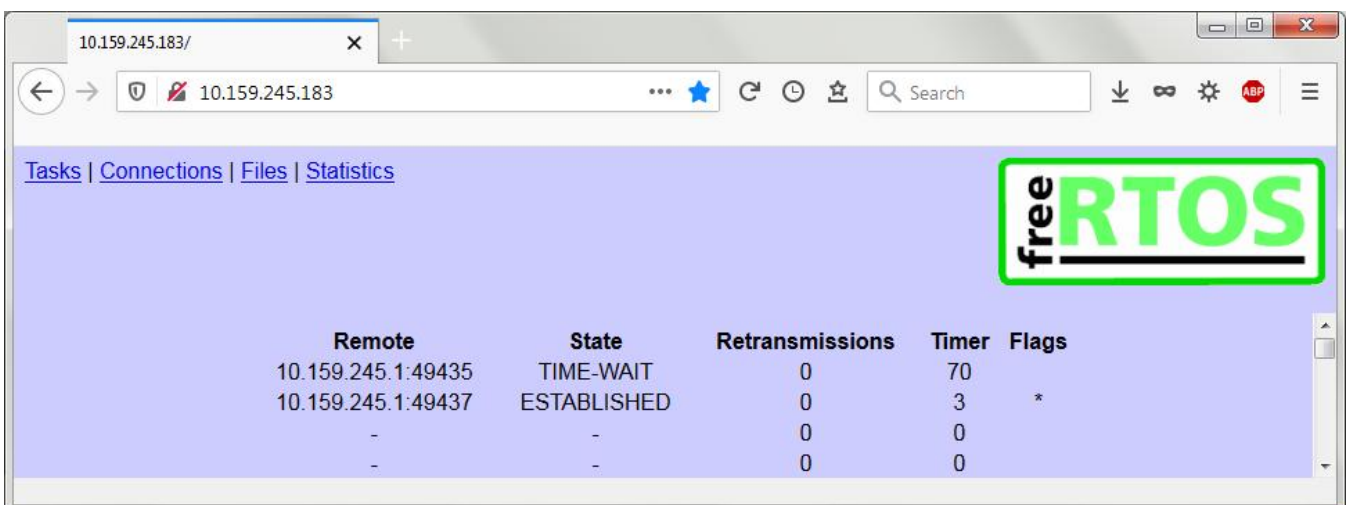 10.159.245.183/
10.159.245.183
Search
ABP
Tasks | Connections | Files | Statistics
freeRTOS
Remote State Retransmissions Timer Flags
10.159.245.1:49435 TIME-WAIT 0 70
10.159.245.1:49437 ESTABLISHED 0 3 *
- - 0 0
- - 0 0